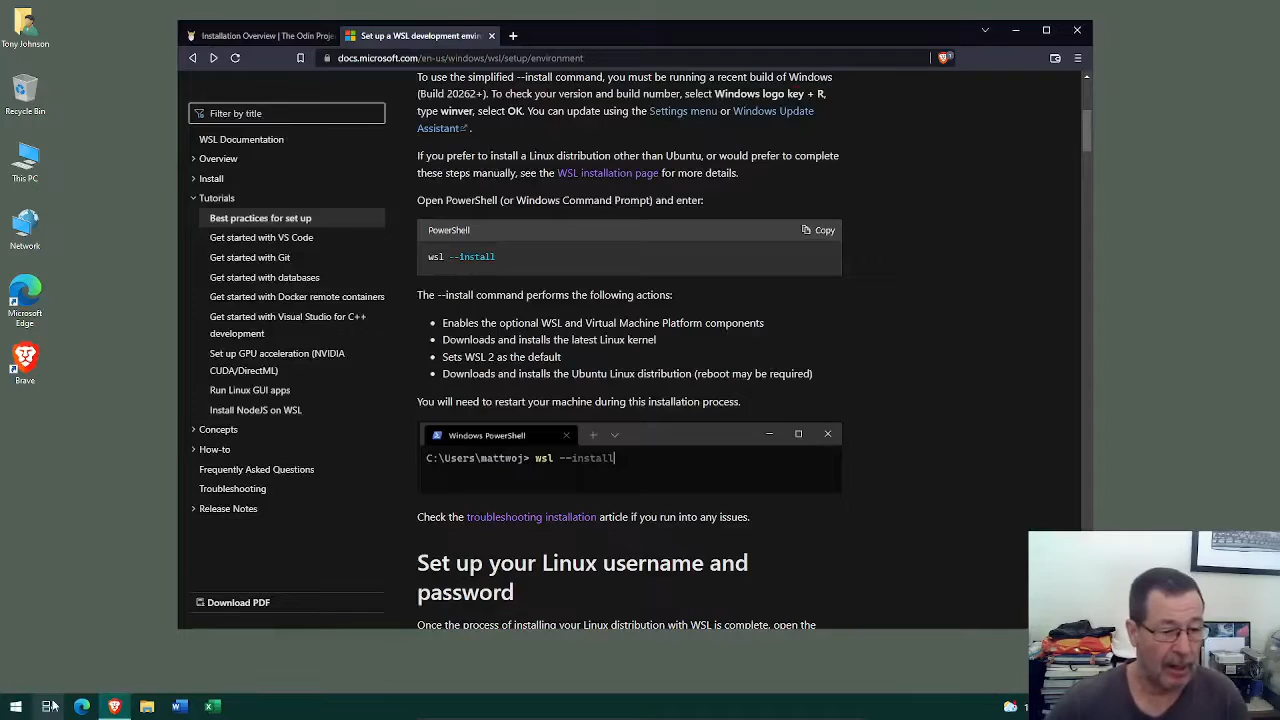 Tony Johnson
Recycle Bin
This PC
Network
Microsoft
Edge
Brave
Installation Overview | The Odin Proje
Set up a WSL development envir
docs.microsoft.com/en-us/windows/wsl/setup/environment
Filter by title
WSL Documentation
Overview
Install
Tutorials
Best practices for set up
Get started with VS Code
Get started with Git
Get started with databases
Get started with Docker remote containers
Get started with Visual Studio for C++
development
Set up GPU acceleration (NVIDIA
CUDA/DirectML)
Run Linux GUI apps
Install NodeJS on WSL
Concepts
How-to
Frequently Asked Questions
Troubleshooting
Release Notes
Download PDF
To use the simplified --install command, you must be running a recent build of Windows
(Build 20262+). To check your version and build number, select Windows logo key + R,
type winver, select OK. You can update using the Settings menu or Windows Update
Assistant.
If you prefer to install a Linux distribution other than Ubuntu, or would prefer to complete
these steps manually, see the WSL installation page for more details.
Open PowerShell (or Windows Command Prompt) and enter:
PowerShell
Copy
wsl --install
The --install command performs the following actions:
• Enables the optional WSL and Virtual Machine Platform components
• Downloads and installs the latest Linux kernel
• Sets WSL 2 as the default
• Downloads and installs the Ubuntu Linux distribution (reboot may be required)
You will need to restart your machine during this installation process.
Windows PowerShell
C:\Users\mattwoj> wsl --install
Check the troubleshooting installation article if you run into any issues.
Set up your Linux username and
password
Once the process of installing your Linux distribution with WSL is complete, open the